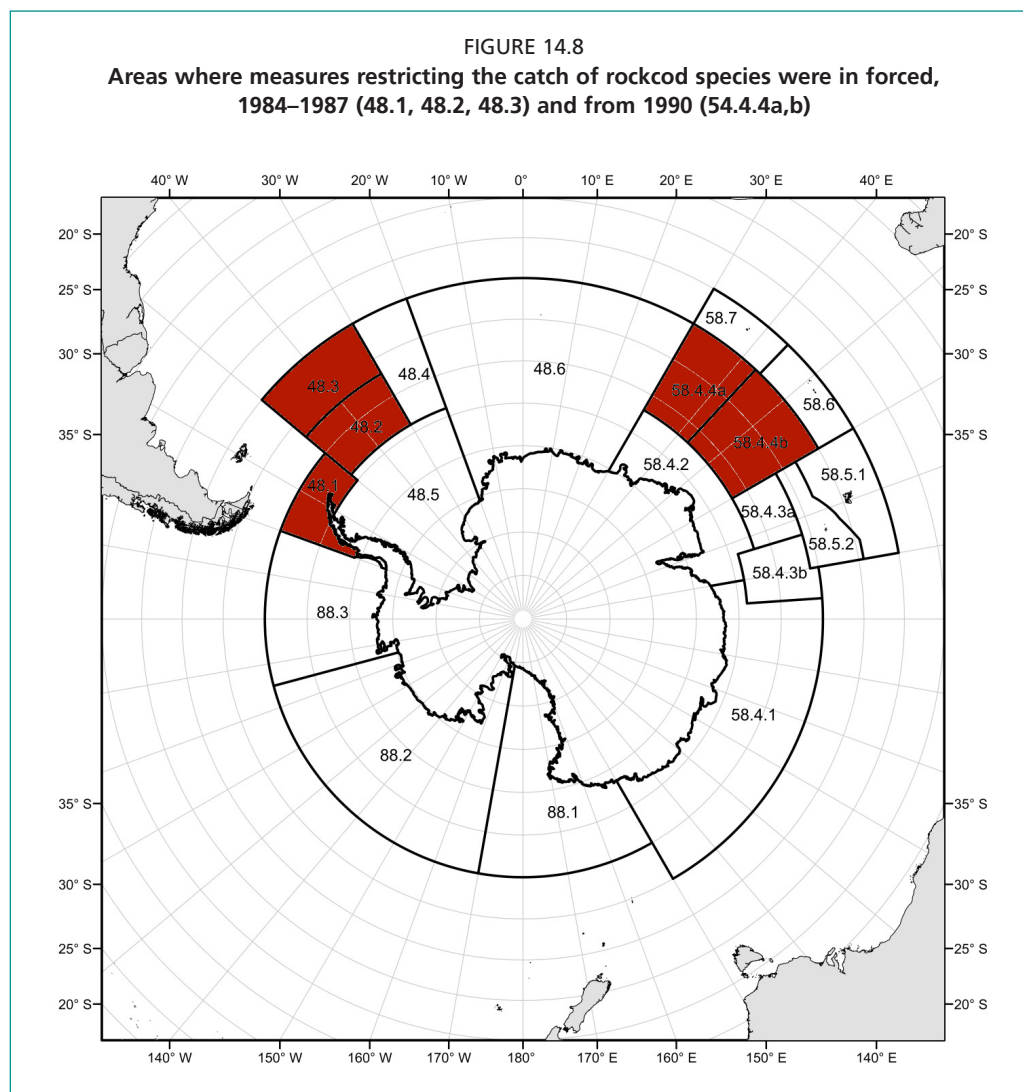 FIGURE 14.8
Areas where measures restricting the catch of rockcod species were in forced,
1984–1987 (48.1, 48.2, 48.3) and from 1990 (54.4.4a,b)
40° W 30° W 20° W 10° W 0° 10° E 20° E 30° E 40° E
20° S 20° S
25° S 25° S
30° S 30° S
35° S 35° S
58.7
48.3 48.4 48.6 58.4.4a 58.6
48.2 58.4.4b
48.1 48.5 58.4.2 58.5.1
58.4.3a
58.5.2
58.4.3b
88.3
58.4.1
88.2
88.1
35° S 35° S
30° S 30° S
25° S 25° S
20° S 20° S
140° W 150° W 160° W 170° W 180° 170° E 160° E 150° E 140° E